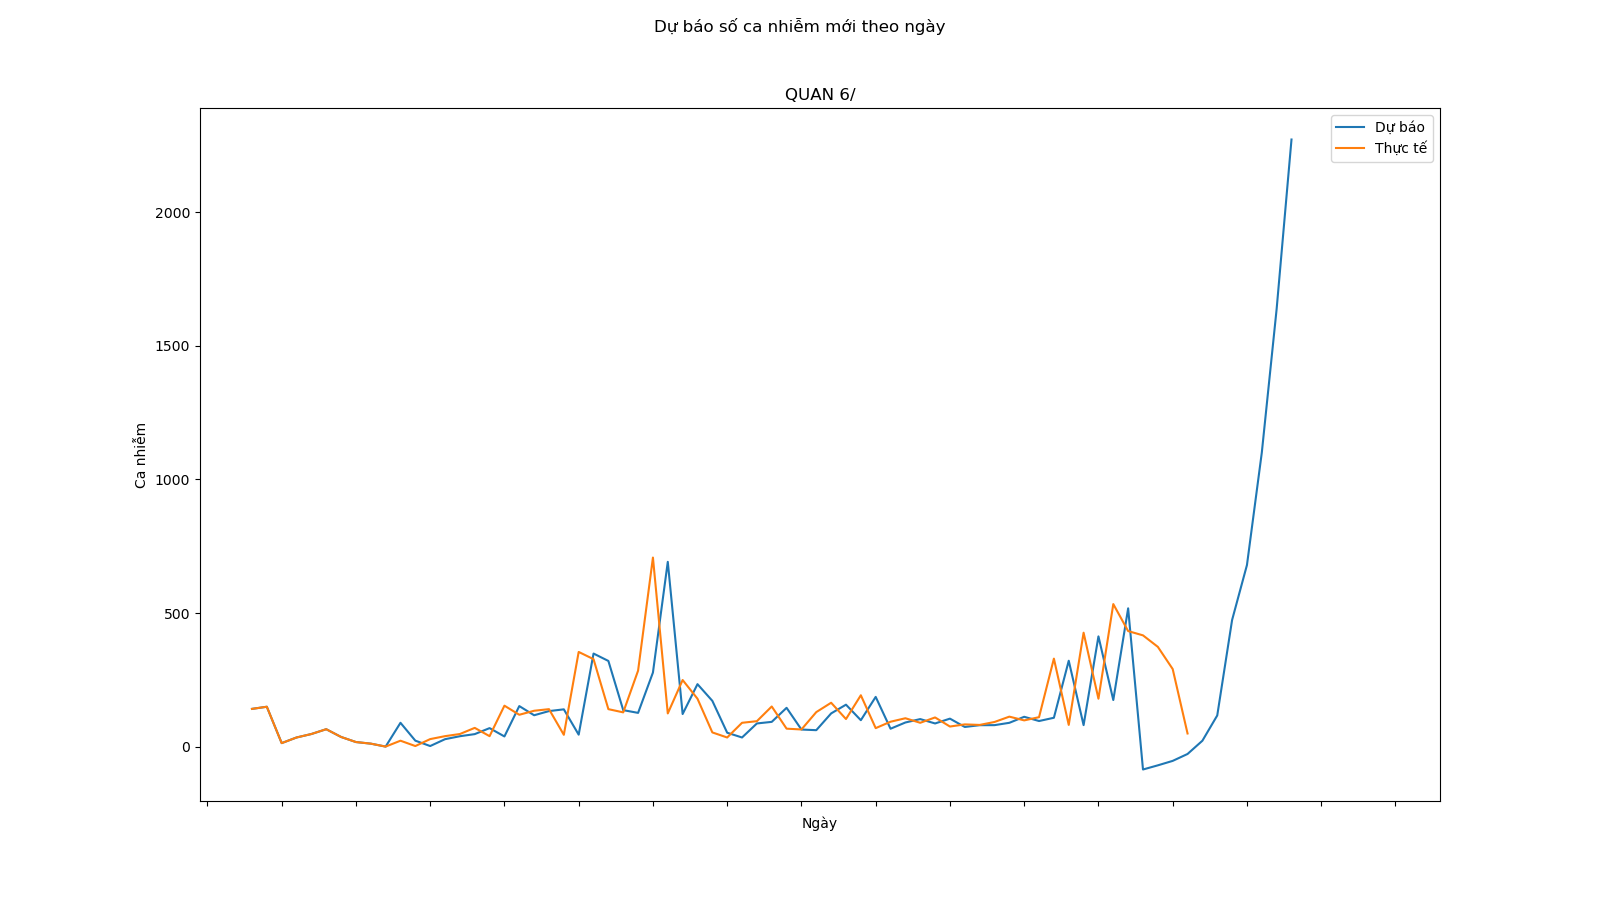 Dự báo số ca nhiễm mới theo ngày
QUAN 6/
Dự báo
Thực tế
2000
1500
1000
500
0
Ca nhiễm
Ngày